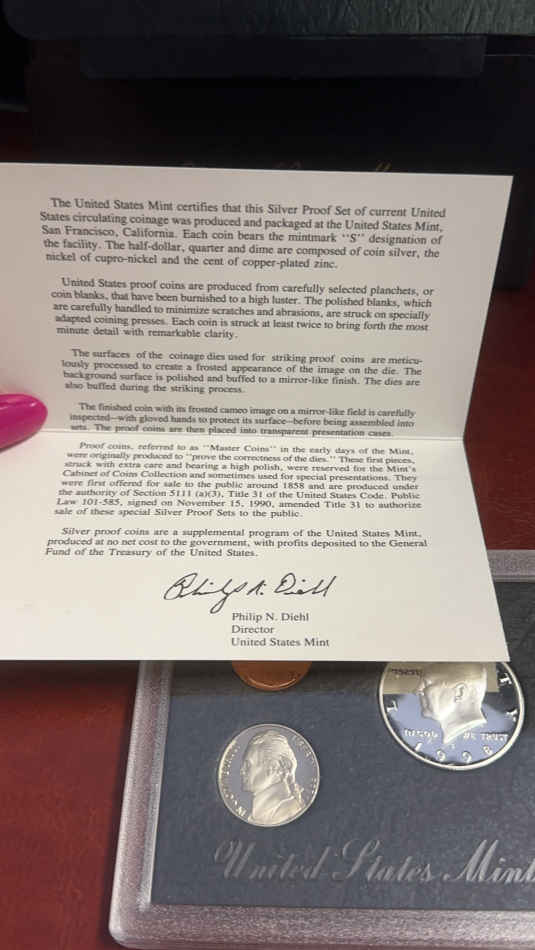 The United States Mint certifies that this Silver Proof Set of current United
States circulating coinage was produced and packaged at the United States Mint,
San Francisco, California. Each coin bears the mintmark ‘‘S’’ designation of
the facility. The half-dollar, quarter and dime are composed of coin silver, the
nickel of cupro-nickel and the cent of copper-plated zinc.
United States proof coins are produced from carefully selected planchets, or
coin blanks, that have been burnished to a high luster. The polished blanks, which
are carefully handled to minimize scratches and abrasions, are struck on specially
adapted coining presses. Each coin is struck at least twice to bring forth the most
minute detail with remarkable clarity.
The surfaces of the coinage dies used for striking proof coins are meticu-
lously processed to create a frosted appearance of the image on the die. The
background surface is polished and buffed to a mirror-like finish. The dies are
also buffed during the striking process.
The finished coin with its frosted cameo image on a mirror-like field is carefully
inspected—with gloved hands to protect its surface—before being assembled into
sets. The proof coins are then placed into transparent presentation cases.
Proof coins, referred to as ‘‘Master Coins’’ in the early days of the Mint,
were originally produced to ‘‘prove the correctness of the dies.’’ These first pieces,
struck with extra care and bearing a high polish, were reserved for the Mint's
Cabinet of Coins Collection and sometimes used for special presentations. They
were first offered for sale to the public around 1858 and are produced under
the authority of Section 5111 (a)(3), Title 31 of the United States Code. Public
Law 101-585, signed on November 15, 1990, amended Title 31 to authorize
sale of these special Silver Proof Sets to the public.
Silver proof coins are a supplemental program of the United States Mint,
produced at no net cost to the government, with profits deposited to the General
Fund of the Treasury of the United States.
Philip N. Diehl
Philip N. Diehl
Director
United States Mint
WE TRUST
1998
United States Mint